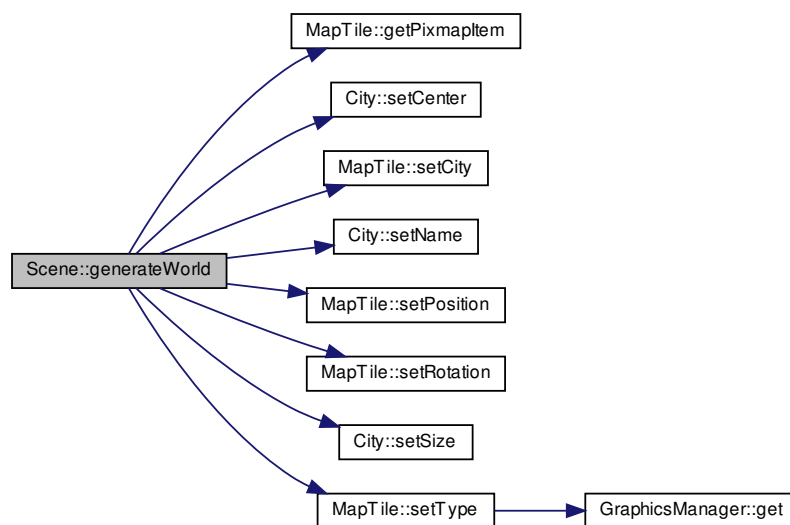 MapTile::getPixmapItem
City::setCenter
MapTile::setCity
City::setName
Scene::generateWorld
MapTile::setPosition
MapTile::setRotation
City::setSize
MapTile::setType
GraphicsManager::get